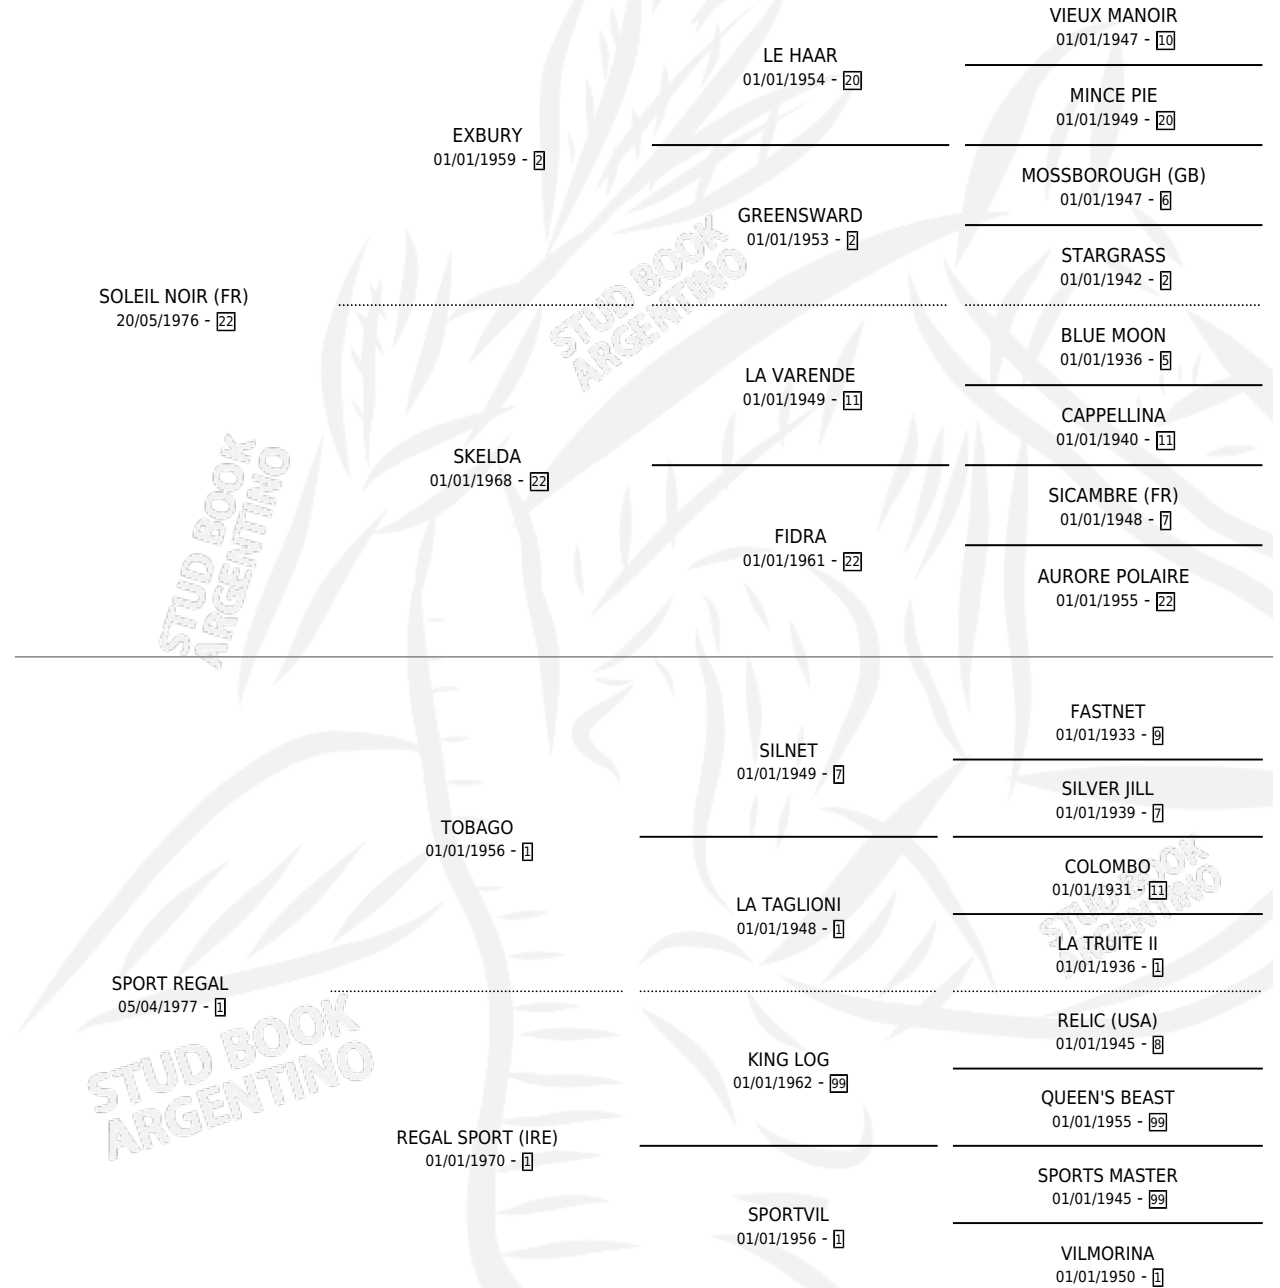 VIEUX MANOIR
01/01/1947 - 10
LE HAAR
01/01/1954 - 20
MINCE PIE
01/01/1949 - 20
EXBURY
01/01/1959 - 2
MOSSBOROUGH (GB)
01/01/1947 - 6
GREENSWARD
01/01/1953 - 2
STARGRASS
01/01/1942 - 2
SOLEIL NOIR (FR)
20/05/1976 - 22
BLUE MOON
01/01/1936 - 5
LA VARENDE
01/01/1949 - 11
CAPPELLINA
01/01/1940 - 11
SKELDA
01/01/1968 - 22
SICAMBRE (FR)
01/01/1948 - 7
FIDRA
01/01/1961 - 22
AURORE POLAIRE
01/01/1955 - 22
FASTNET
01/01/1933 - 9
SILNET
01/01/1949 - 7
SILVER JILL
01/01/1939 - 7
TOBAGO
01/01/1956 - 1
COLOMBO
01/01/1931 - 11
LA TAGLIONI
01/01/1948 - 1
LA TRUITE II
01/01/1936 - 1
SPORT REGAL
05/04/1977 - 1
RELIC (USA)
01/01/1945 - 8
KING LOG
01/01/1962 - 99
QUEEN'S BEAST
01/01/1955 - 99
REGAL SPORT (IRE)
01/01/1970 - 1
SPORTS MASTER
01/01/1945 - 99
SPORTVIL
01/01/1956 - 1
VILMORINA
01/01/1950 - 1
STUD BOOK
ARGENTINO
STUD BOOK
ARGENTINO
STUD BOOK
ARGENTINO
STUD BOOK
ARGENTINO